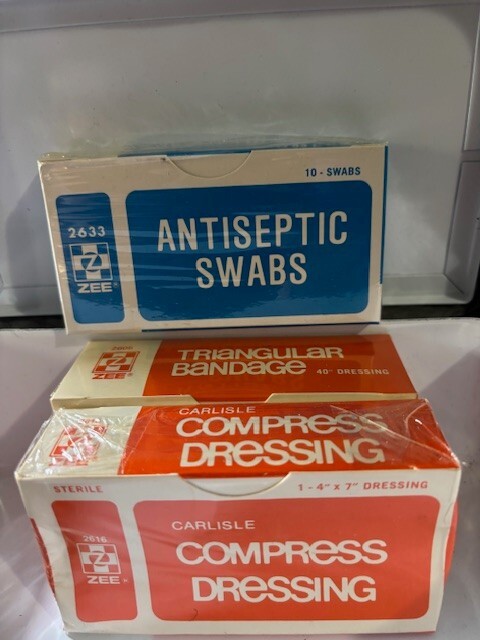 10 - SWABS
2633
ZEE®
ANTISEPTIC
SWABS
ZEE
TRIANGULAR
BANDAGE 40" DRESSING
CARLISLE
COMPRESS
DRESSING
STERILE
1 - 4" x 7" DRESSING
2616
ZEE
CARLISLE
COMPRESS
DRESSING